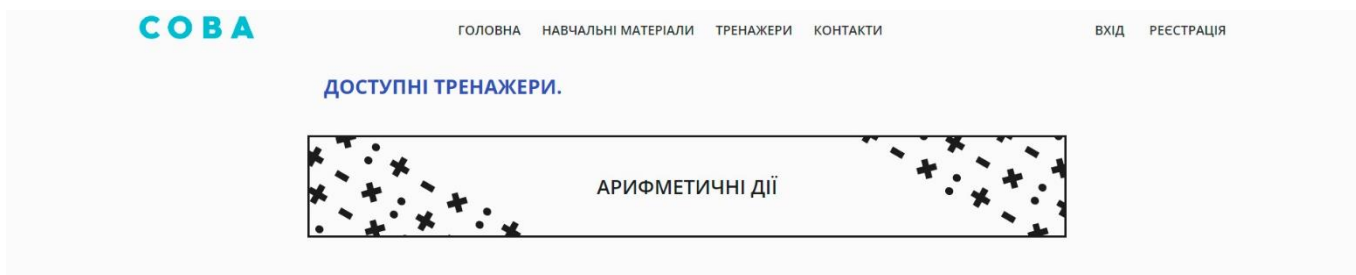 СОВА ГОЛОВНА НАВЧАЛЬНІ МАТЕРІАЛИ ТРЕНАЖЕРИ КОНТАКТИ ВХІД РЕЄСТРАЦІЯ
ДОСТУПНІ ТРЕНАЖЕРИ.
АРИФМЕТИЧНІ ДІЇ